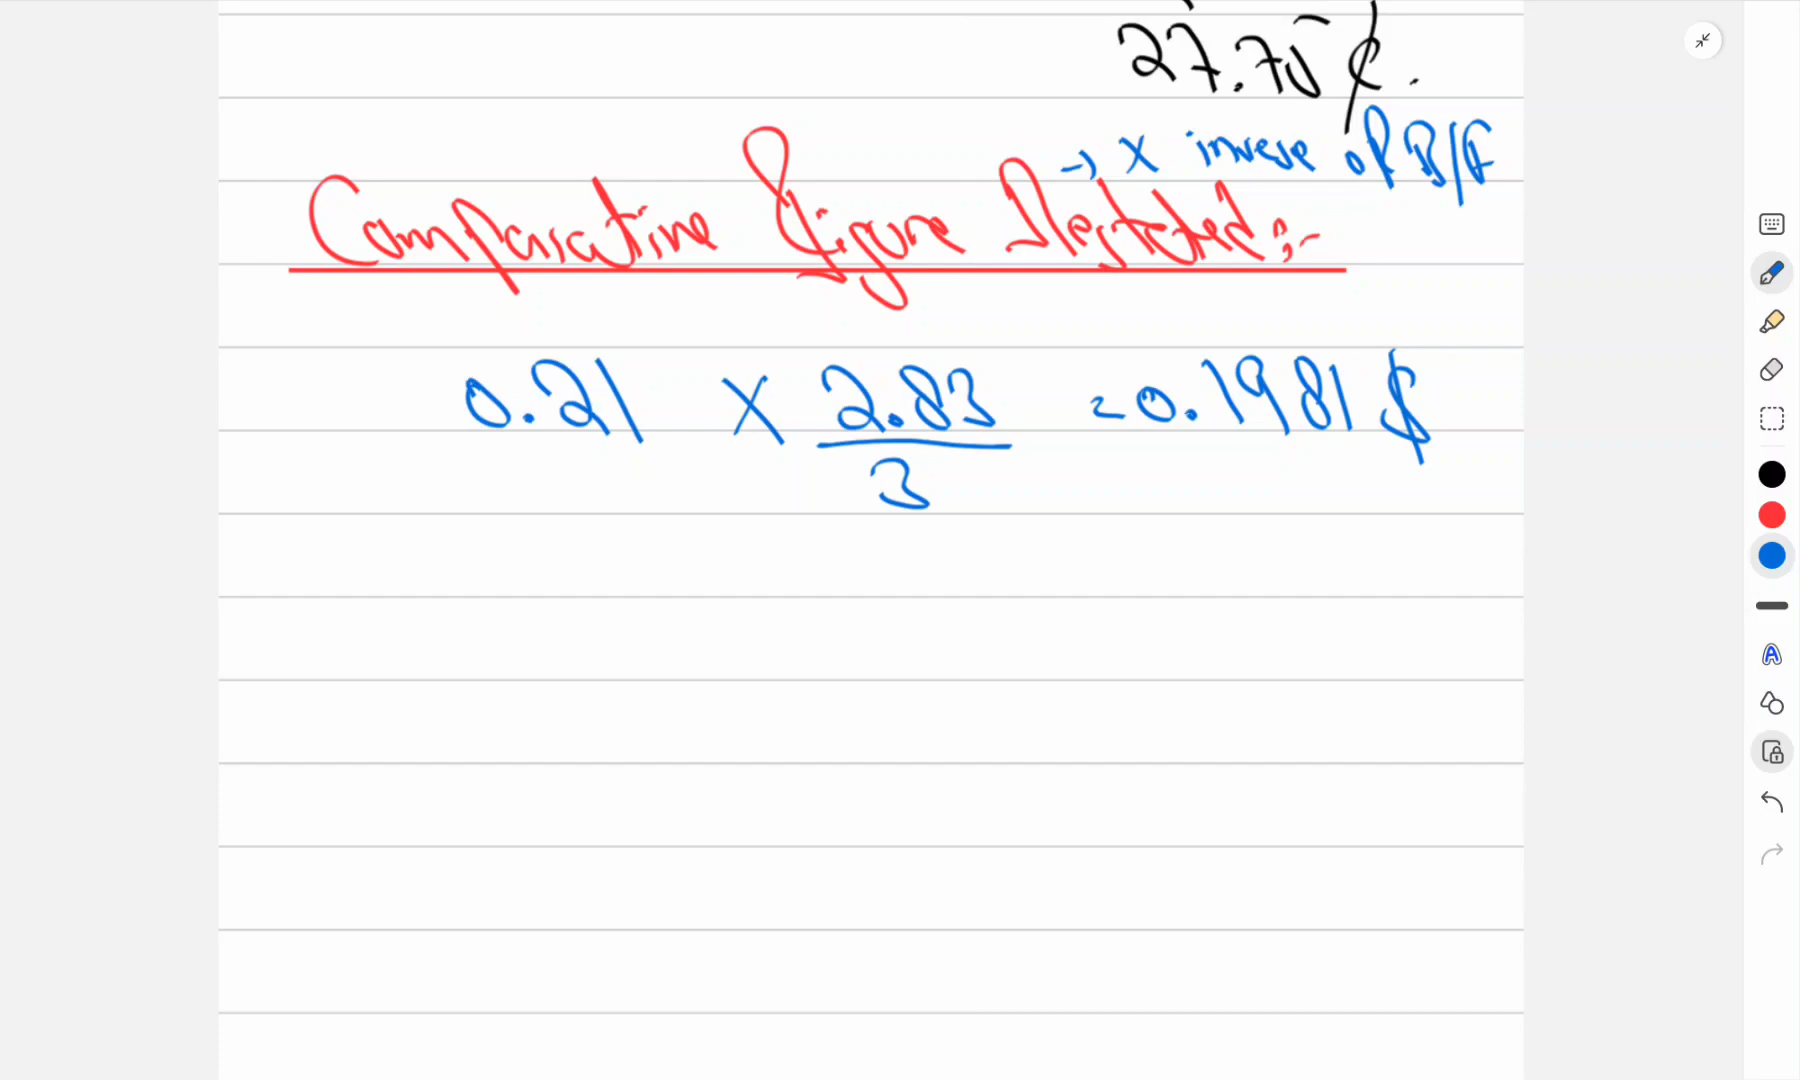 27.75 ¢.
→ X inverse of B/F
Comparative figure Restated:-
0.21 X 2.83 = 0.1981 $
3